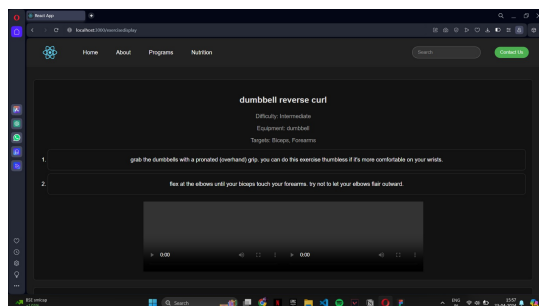 React App
localhost:3000/exercisedisplay
Home About Programs Nutrition
Search
Contact Us
dumbbell reverse curl
Difficulty: Intermediate
Equipment: dumbbell
Targets: Biceps, Forearms
1. grab the dumbbells with a pronated (overhand) grip. you can do this exercise thumbless if it's more comfortable on your wrists.
2. flex at the elbows until your biceps touch your forearms. try not to let your elbows flair outward.
0:00 0:00
Search
ENG
IN
23:57